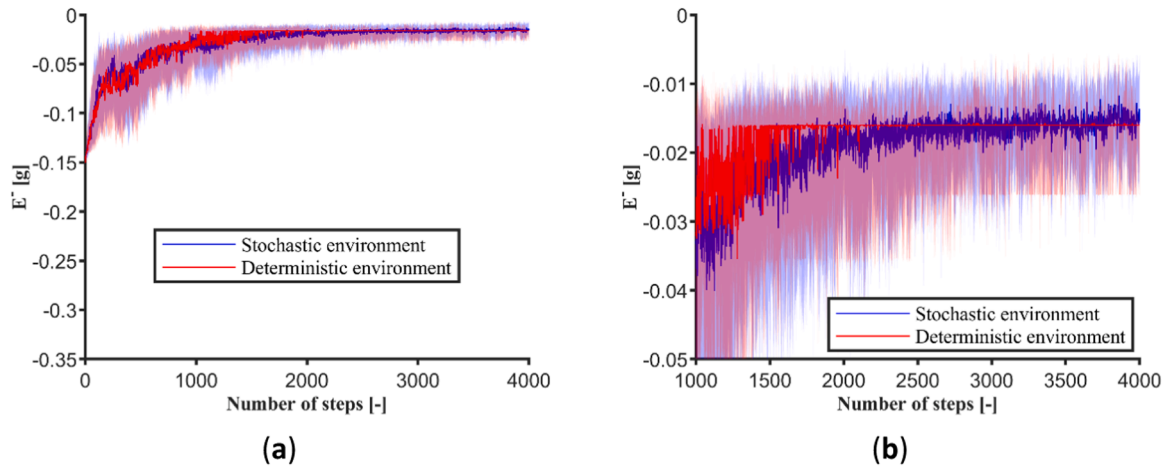 0
-0.05
-0.1
-0.15
-0.2
-0.25
-0.3
-0.35
E⁻ [g]
Stochastic environment
Deterministic environment
0 1000 2000 3000 4000
Number of steps [-]
(a)
0
-0.01
-0.02
-0.03
-0.04
-0.05
E⁻ [g]
Stochastic environment
Deterministic environment
1000 1500 2000 2500 3000 3500 4000
Number of steps [-]
(b)